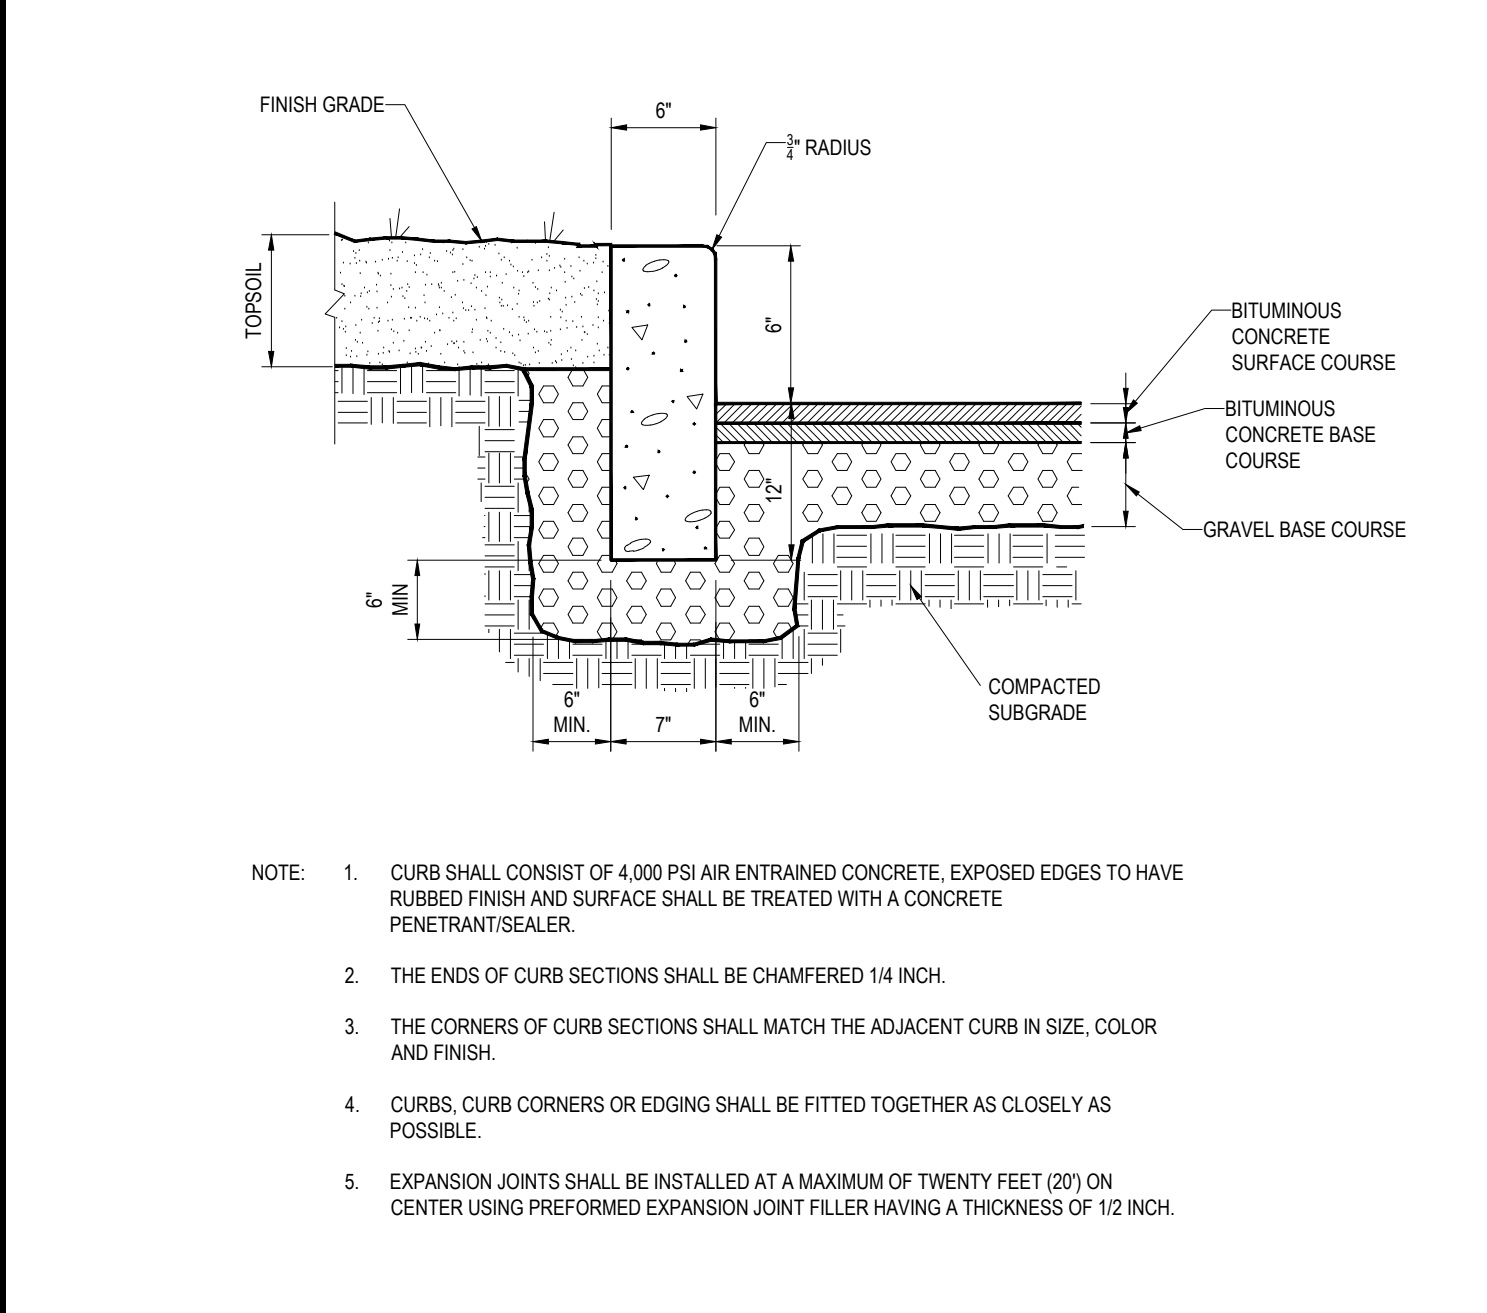 FINISH GRADE
6"
3/4" RADIUS
TOPSOIL
6"
BITUMINOUS
CONCRETE
SURFACE COURSE
BITUMINOUS
CONCRETE BASE
COURSE
12"
GRAVEL BASE COURSE
6"
MIN
COMPACTED
SUBGRADE
6"
MIN.
7"
6"
MIN.
NOTE: 1. CURB SHALL CONSIST OF 4,000 PSI AIR ENTRAINED CONCRETE, EXPOSED EDGES TO HAVE
RUBBED FINISH AND SURFACE SHALL BE TREATED WITH A CONCRETE
PENETRANT/SEALER.
2. THE ENDS OF CURB SECTIONS SHALL BE CHAMFERED 1/4 INCH.
3. THE CORNERS OF CURB SECTIONS SHALL MATCH THE ADJACENT CURB IN SIZE, COLOR
AND FINISH.
4. CURBS, CURB CORNERS OR EDGING SHALL BE FITTED TOGETHER AS CLOSELY AS
POSSIBLE.
5. EXPANSION JOINTS SHALL BE INSTALLED AT A MAXIMUM OF TWENTY FEET (20') ON
CENTER USING PREFORMED EXPANSION JOINT FILLER HAVING A THICKNESS OF 1/2 INCH.